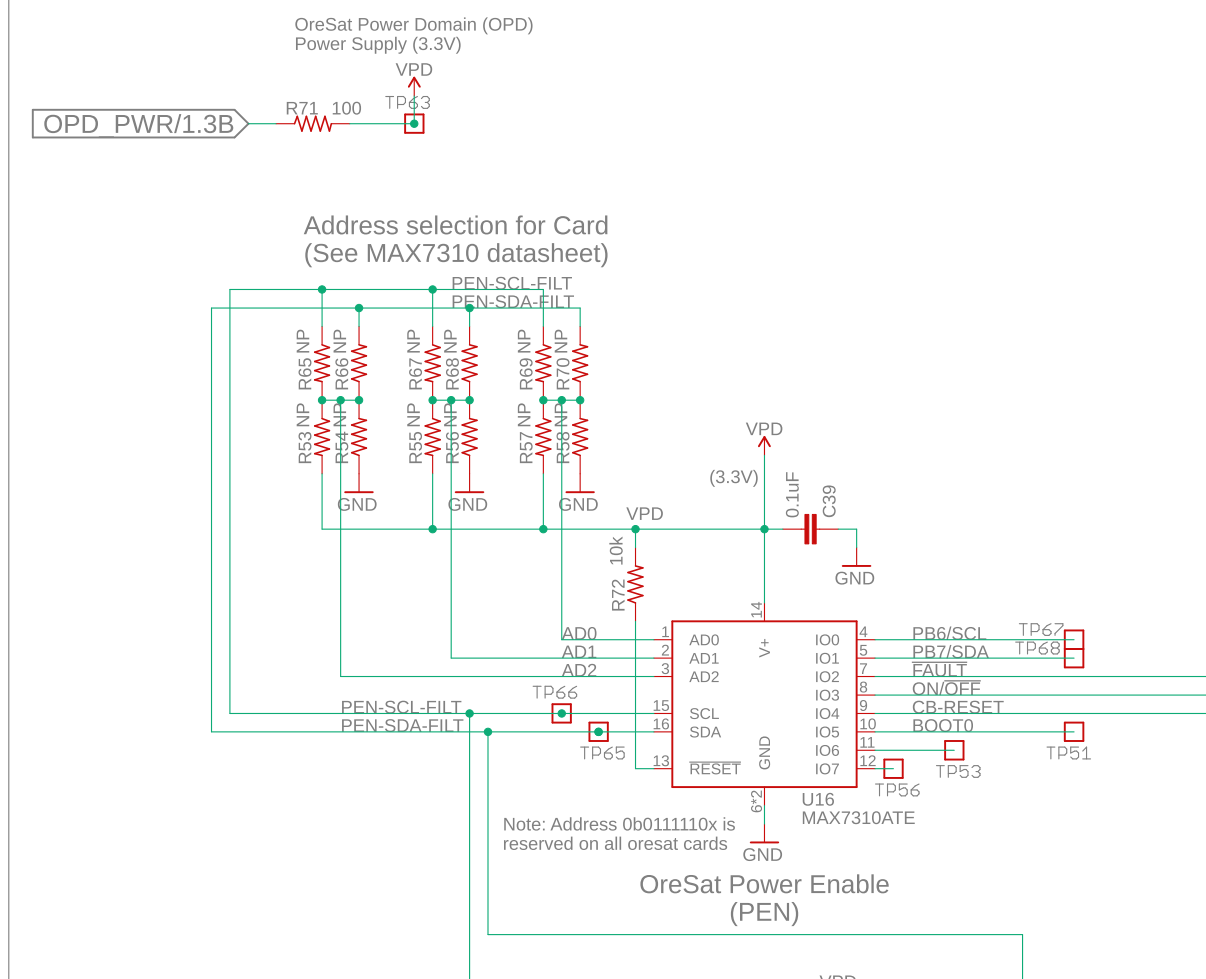 OreSat Power Domain (OPD)
Power Supply (3.3V)
VPD
TP63
R71 100
OPD_PWR/1.3B
Address selection for Card
(See MAX7310 datasheet)
PEN-SCL-FILT
PEN-SDA-FILT
R65 NP
R66 NP
R67 NP
R68 NP
R69 NP
R70 NP
R53 NP
R54 NP
R55 NP
R56 NP
R57 NP
R58 NP
GND
GND
GND
VPD
(3.3V)
0.1uF
C39
VPD
GND
R72 10k
14
V+
AD0
1
AD0
AD1
2
AD1
AD2
3
AD2
IO0
4
PB6/SCL
TP67
IO1
5
PB7/SDA
TP68
IO2
7
FAULT
IO3
8
ON/OFF
IO4
9
CB-RESET
IO5
10
BOOT0
TP51
IO6
11
TP53
IO7
12
TP56
PEN-SCL-FILT
TP66
15
SCL
PEN-SDA-FILT
TP65
16
SDA
13
RESET
GND
6*2
U16
MAX7310ATE
GND
Note: Address 0b0111110x is
reserved on all oresat cards
OreSat Power Enable
(PEN)
VPD